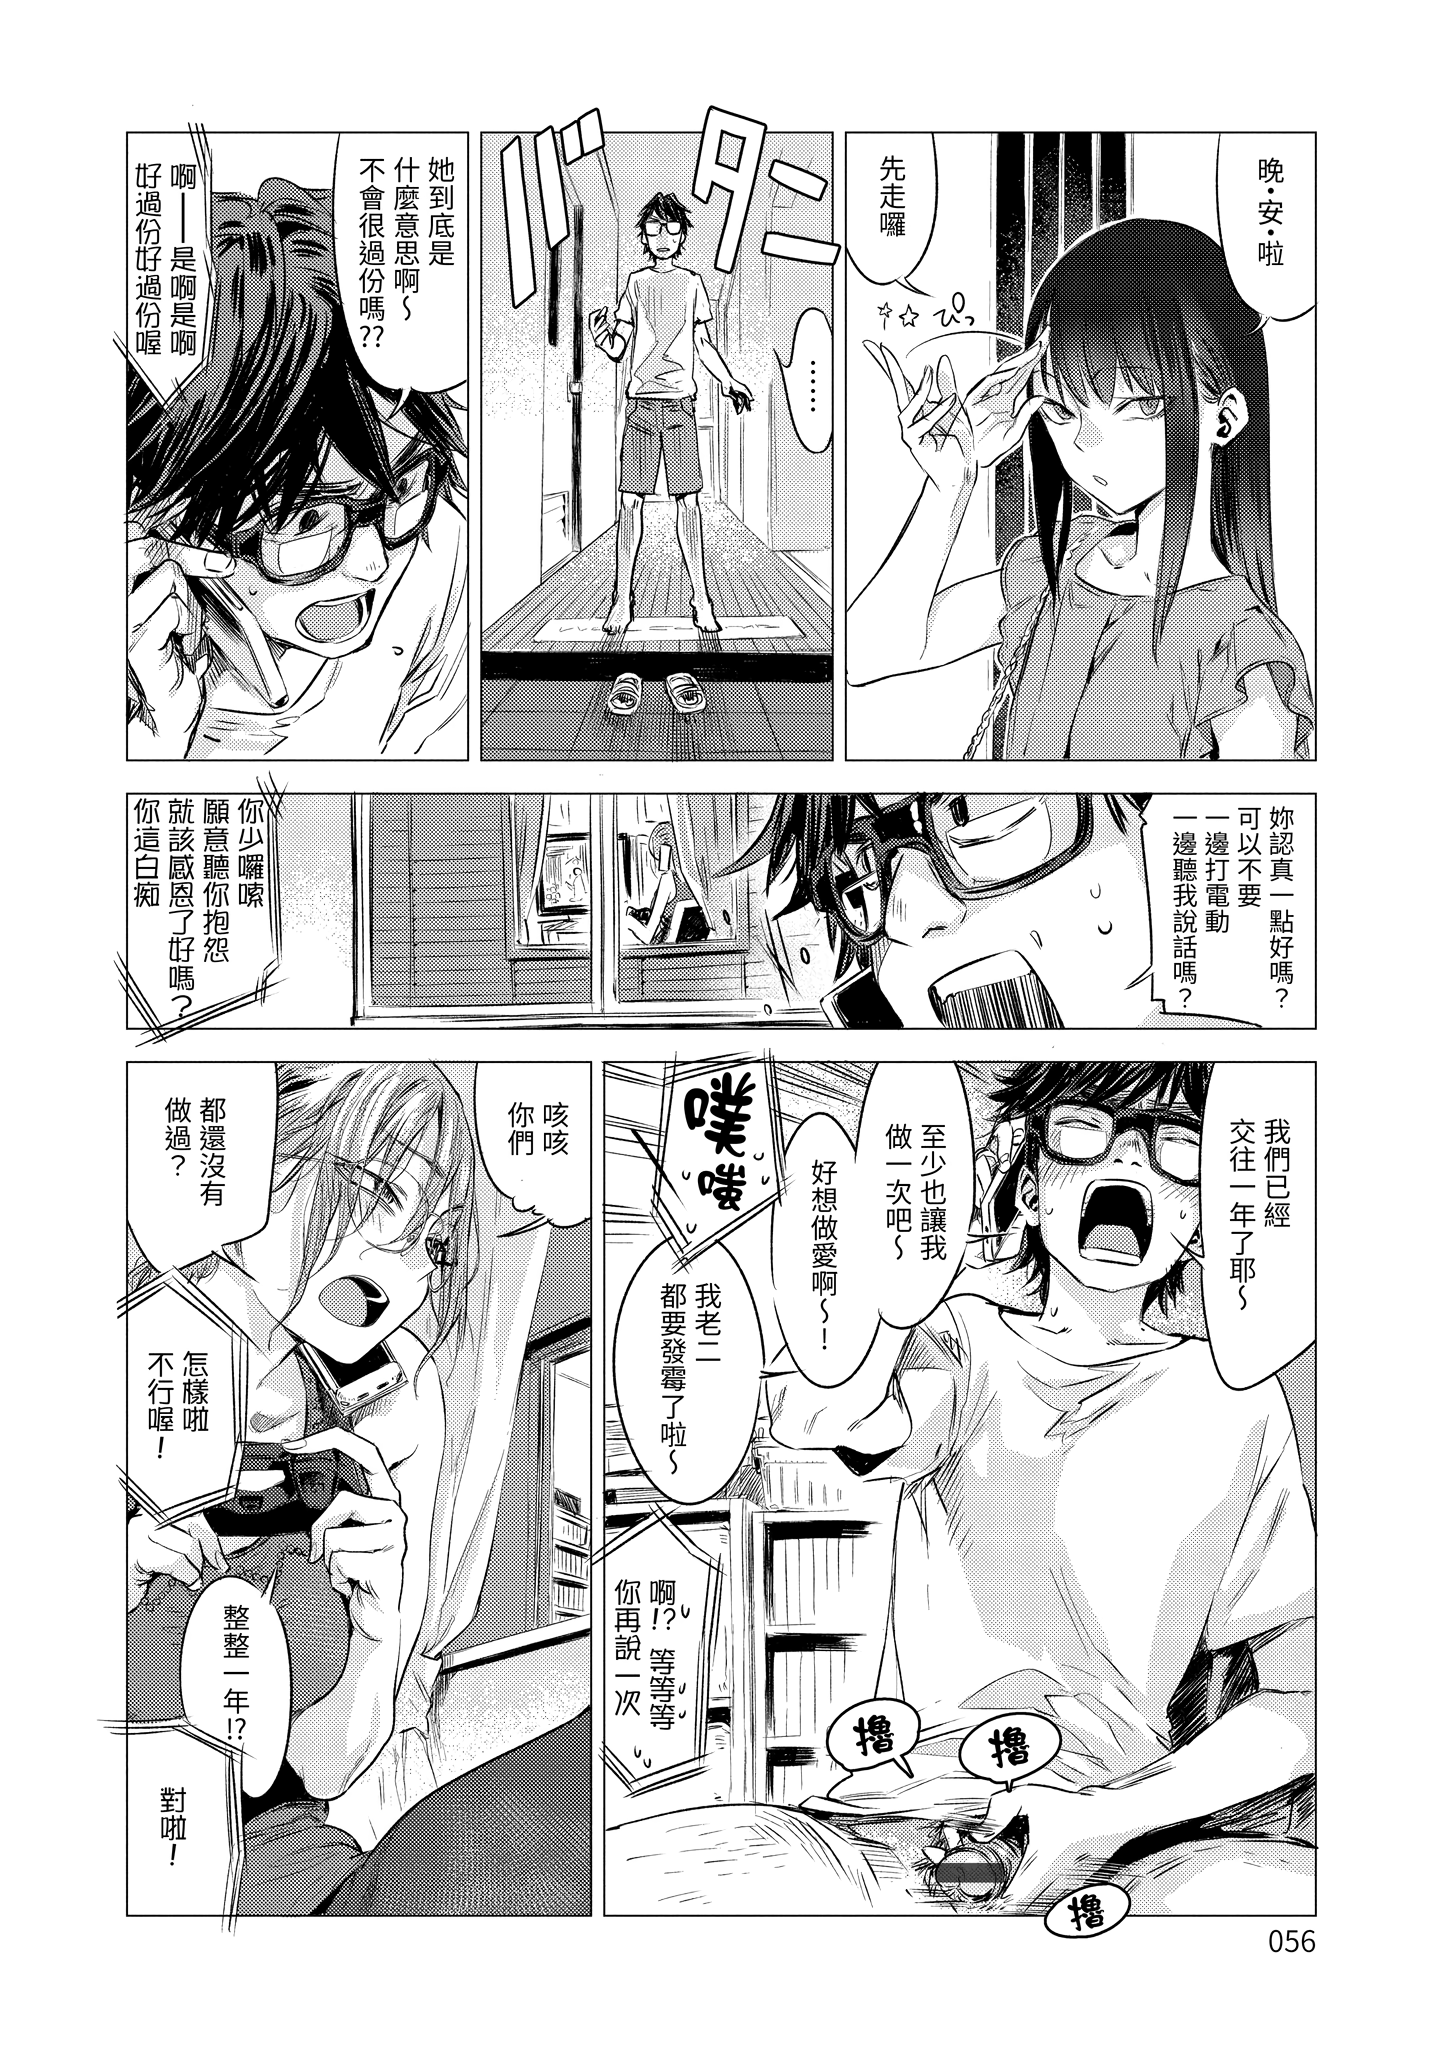 晚・安・啦
先走囉
ぴっ
バタン
……
她到底是
什麼意思啊～
不會很過份嗎??
啊——是啊是啊
好過份好過份喔
妳認真一點好嗎？
可以不要
一邊打電動
一邊聽我說話嗎？
你少囉嗦
願意聽你抱怨
就該感恩了好嗎？
你這白痴
我們已經
交往一年了耶～
至少也讓我
做一次吧～
好想做愛啊～！
噗嗤
我老二
都要發霉了啦～
啊!? 等等等
你再說一次
擼
擼
擼
咳咳
你們
都還沒有
做過？
怎樣啦
不行喔！
整整一年!?
對啦！
056